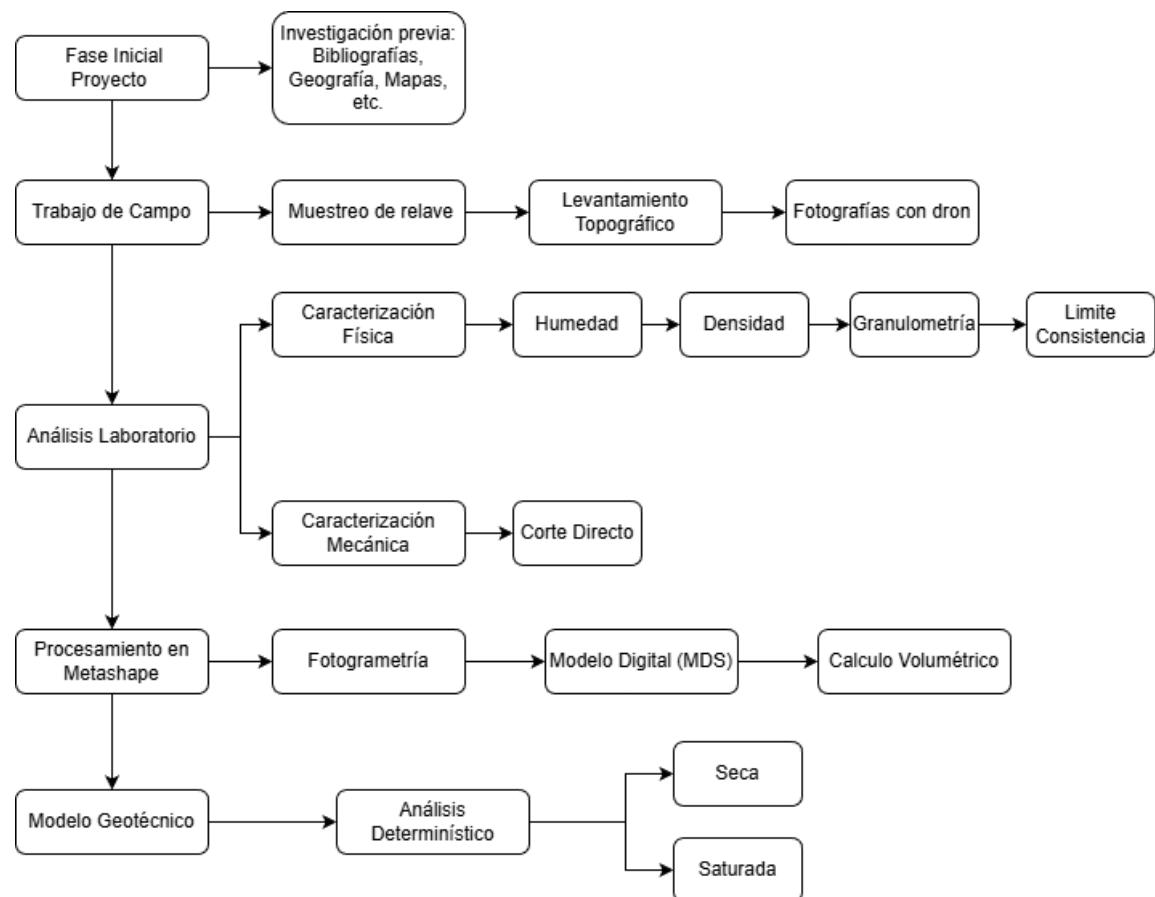 Fase Inicial
Proyecto
Investigación previa:
Bibliografías,
Geografía, Mapas,
etc.
Trabajo de Campo
Muestreo de relave
Levantamiento
Topográfico
Fotografías con dron
Caracterización
Física
Humedad
Densidad
Granulometría
Limite
Consistencia
Análisis Laboratorio
Caracterización
Mecánica
Corte Directo
Procesamiento en
Metashape
Fotogrametría
Modelo Digital (MDS)
Calculo Volumétrico
Modelo Geotécnico
Análisis
Determinístico
Seca
Saturada